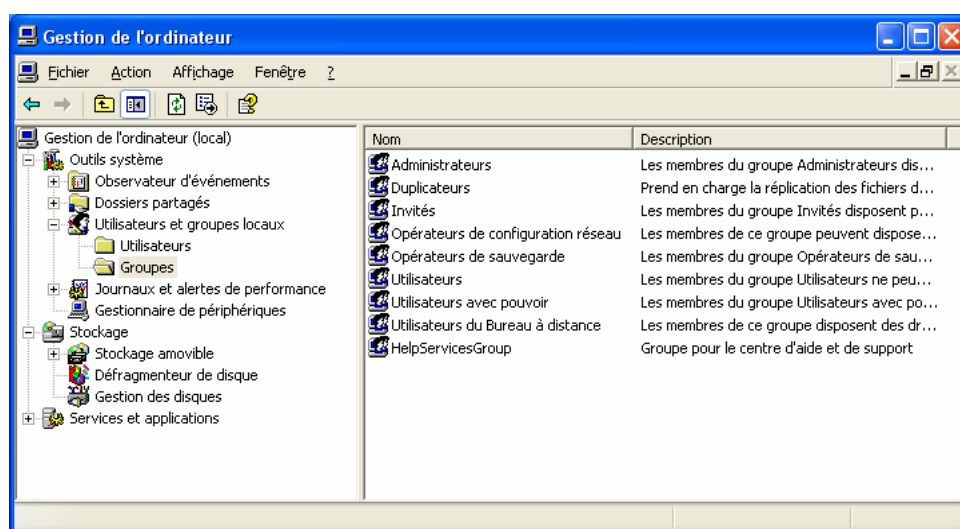 Gestion de l'ordinateur
Fichier Action Affichage Fenêtre ?
Gestion de l'ordinateur (local)
Outils système
Observateur d'événements
Dossiers partagés
Utilisateurs et groupes locaux
Utilisateurs
Groupes
Journaux et alertes de performance
Gestionnaire de périphériques
Stockage
Stockage amovible
Défragmenteur de disque
Gestion des disques
Services et applications
Nom Description
Administrateurs Les membres du groupe Administrateurs dis...
Duplicateurs Prend en charge la réplication des fichiers d...
Invités Les membres du groupe Invités disposent p...
Opérateurs de configuration réseau Les membres de ce groupe peuvent dispose...
Opérateurs de sauvegarde Les membres du groupe Opérateurs de sau...
Utilisateurs Les membres du groupe Utilisateurs ne peu...
Utilisateurs avec pouvoir Les membres du groupe Utilisateurs avec po...
Utilisateurs du Bureau à distance Les membres de ce groupe disposent des dr...
HelpServicesGroup Groupe pour le centre d'aide et de support